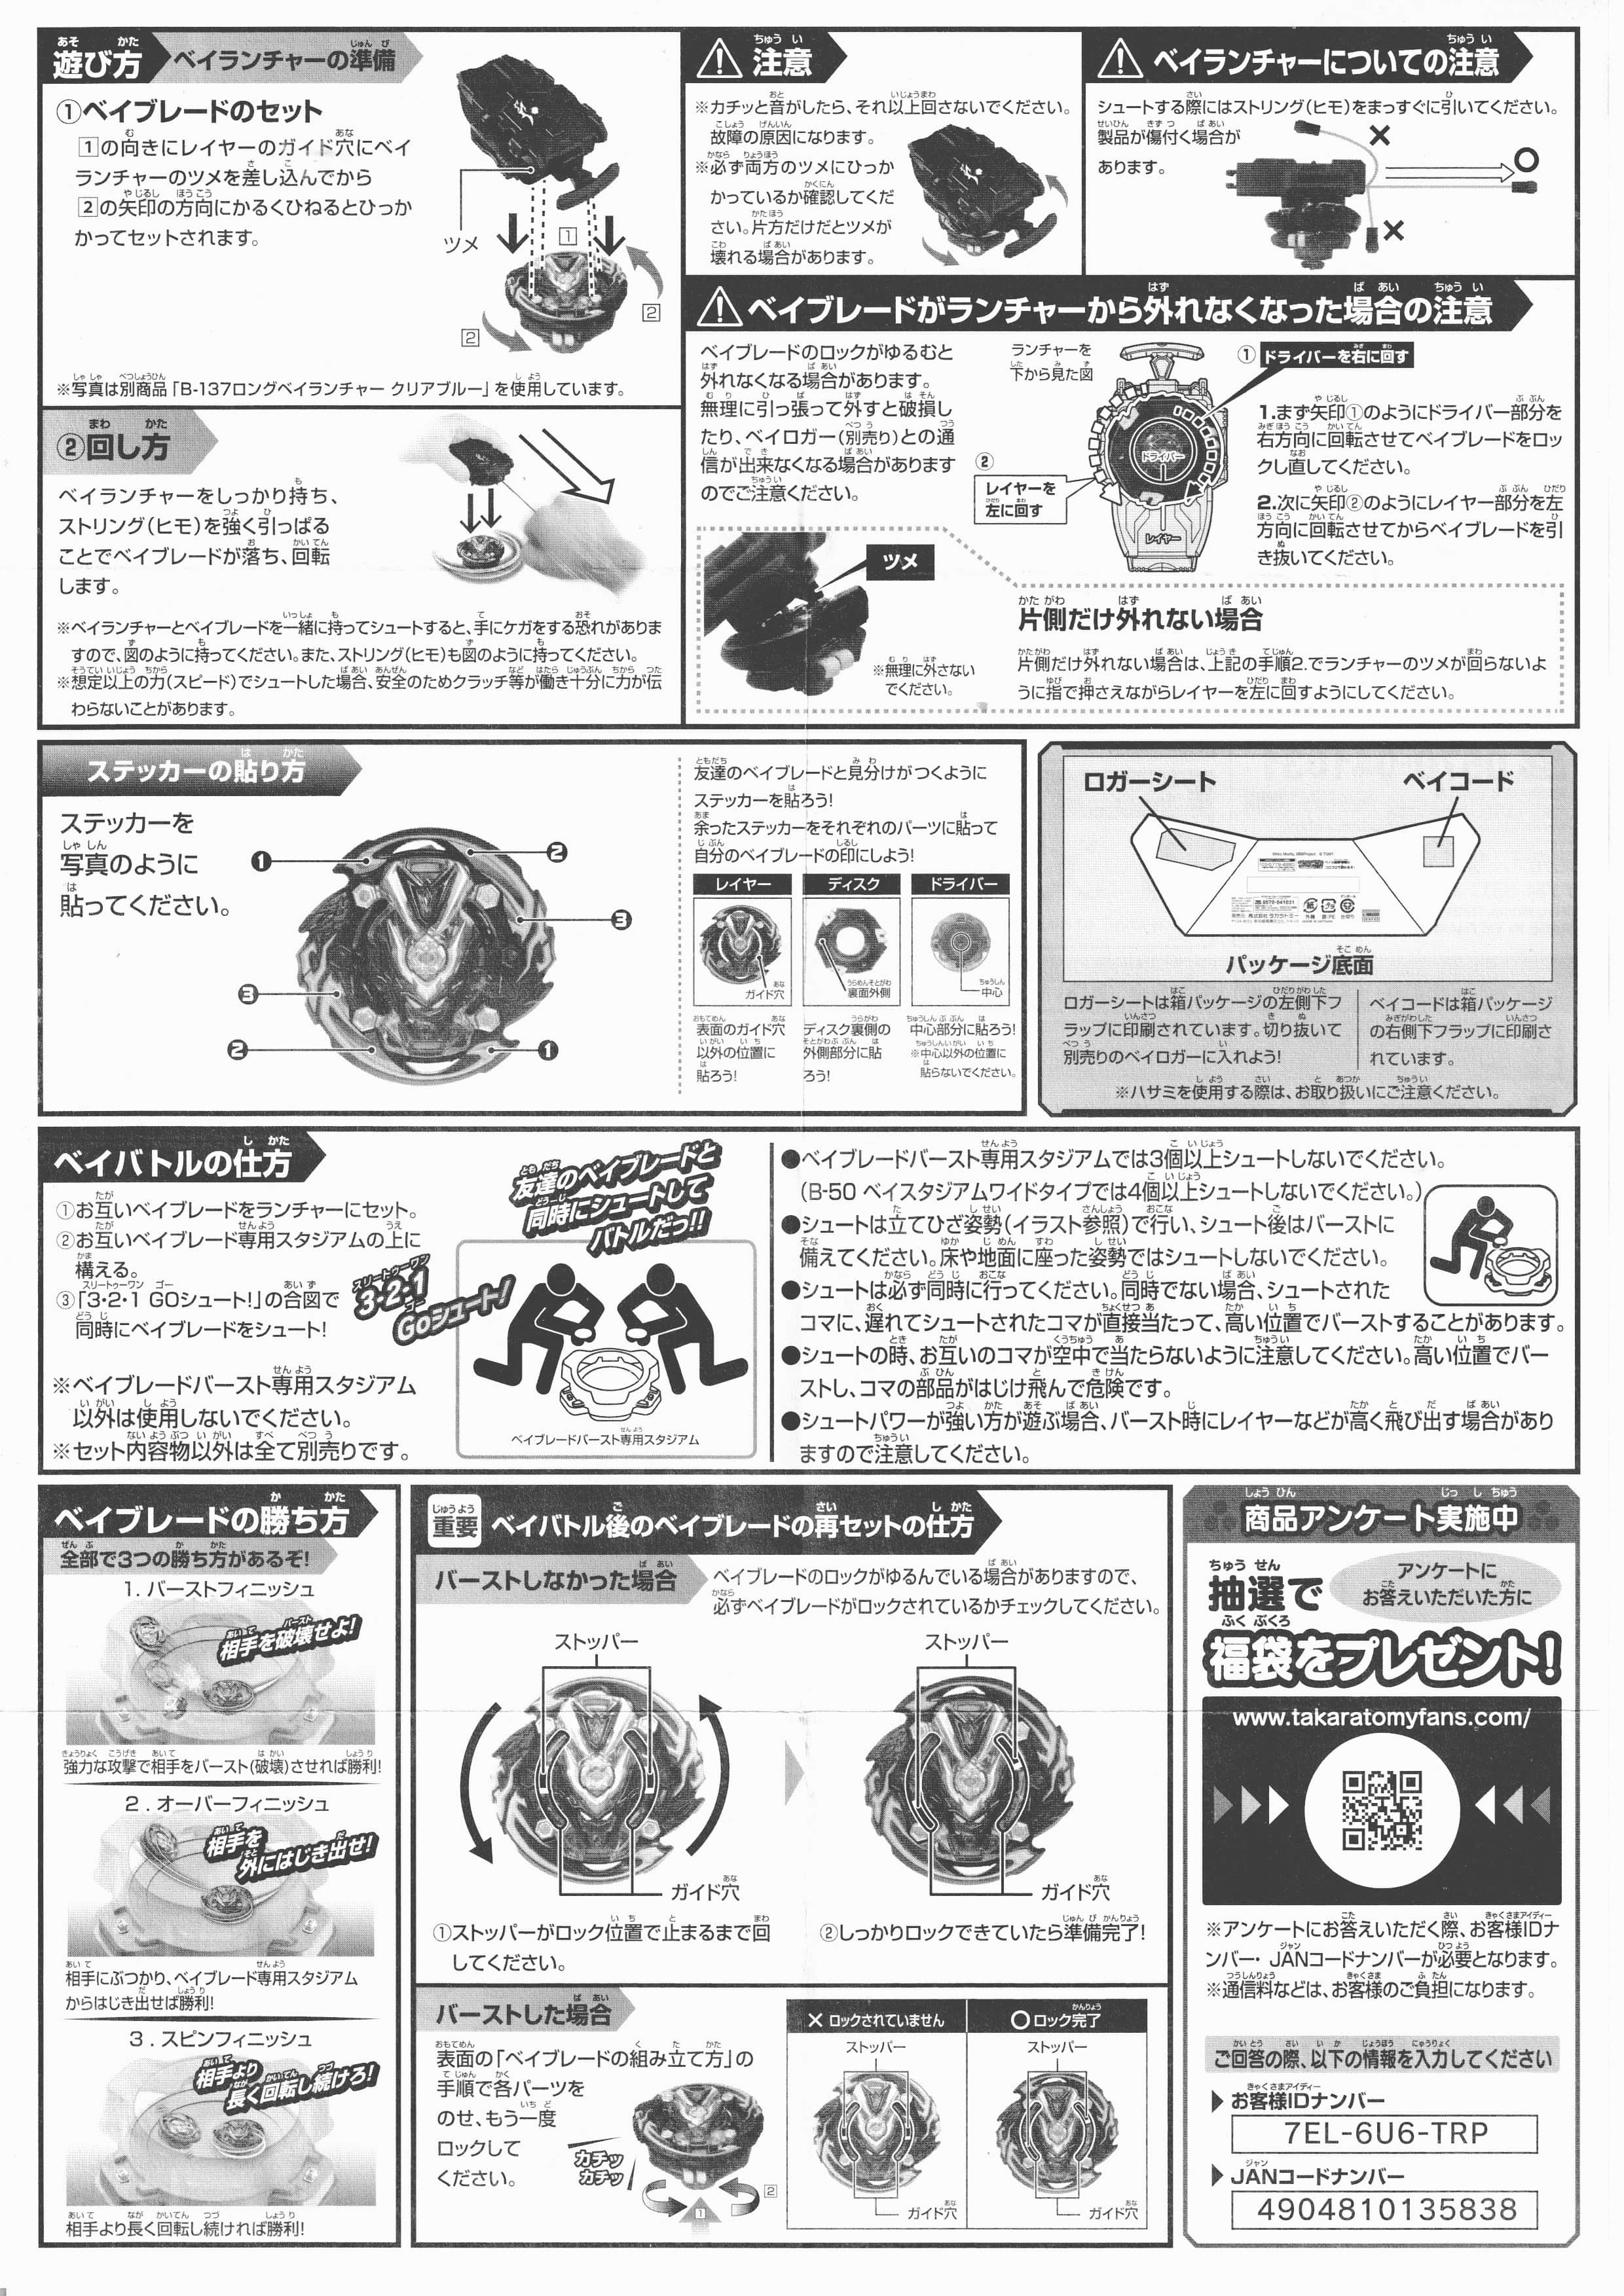 遊び方 ベイランチャーの準備
①ベイブレードのセット
1の向きにレイヤーのガイド穴にベイ
ランチャーのツメを差し込んでから
2の矢印の方向にかるくひねるとひっか
かってセットされます。
ツメ
1
2
2
※写真は別商品「B-137ロングベイランチャー クリアブルー」を使用しています。
②回し方
ベイランチャーをしっかり持ち、
ストリング(ヒモ)を強く引っぱる
ことでベイブレードが落ち、回転
します。
※ベイランチャーとベイブレードを一緒に持ってシュートすると、手にケガをする恐れがありま
すので、図のように持ってください。また、ストリング(ヒモ)も図のように持ってください。
※想定以上の力(スピード)でシュートした場合、安全のためクラッチ等が働き十分に力が伝
わらないことがあります。
注意
※カチッと音がしたら、それ以上回さないでください。
故障の原因になります。
※必ず両方のツメにひっか
かっているか確認してくだ
さい。片方だけだとツメが
壊れる場合があります。
ベイランチャーについての注意
シュートする際にはストリング(ヒモ)をまっすぐに引いてください。
製品が傷付く場合が
あります。
ベイブレードがランチャーから外れなくなった場合の注意
ベイブレードのロックがゆるむと
外れなくなる場合があります。
無理に引っ張って外すと破損し
たり、ベイロガー(別売り)との通
信が出来なくなる場合があります
のでご注意ください。
ランチャーを
下から見た図
① ドライバーを右に回す
ドライバー
②
レイヤーを
左に回す
レイヤー
1.まず矢印①のようにドライバー部分を
右方向に回転させてベイブレードをロッ
クし直してください。
2.次に矢印②のようにレイヤー部分を左
方向に回転させてからベイブレードを引
き抜いてください。
ツメ
※無理に外さない
でください。
片側だけ外れない場合
片側だけ外れない場合は、上記の手順2.でランチャーのツメが回らないよ
うに指で押さえながらレイヤーを左に回すようにしてください。
ステッカーの貼り方
ステッカーを
写真のように
貼ってください。
❶
❷
❸
❸
❷
❶
友達のベイブレードと見分けがつくように
ステッカーを貼ろう!
余ったステッカーをそれぞれのパーツに貼って
自分のベイブレードの印にしよう!
レイヤー ディスク ドライバー
ガイド穴 裏面外側 中心
表面のガイド穴
以外の位置に
貼ろう!
ディスク裏側の
外側部分に貼
ろう!
中心部分に貼ろう!
※中心以外の位置に
貼らないでください。
ロガーシート ベイコード
パッケージ底面
ロガーシートは箱パッケージの左側下フ
ラップに印刷されています。切り抜いて
別売りのベイロガーに入れよう!
ベイコードは箱パッケージ
の右側下フラップに印刷さ
れています。
※ハサミを使用する際は、お取り扱いにご注意ください。
ベイバトルの仕方
①お互いベイブレードをランチャーにセット。
②お互いベイブレード専用スタジアムの上に
構える。
③「3・2・1 GOシュート!」の合図で
同時にベイブレードをシュート!
※ベイブレードバースト専用スタジアム
以外は使用しないでください。
※セット内容物以外は全て別売りです。
友達のベイブレードと
同時にシュートして
バトルだっ!!
3・2・1
GOシュート!
ベイブレードバースト専用スタジアム
●ベイブレードバースト専用スタジアムでは3個以上シュートしないでください。
(B-50 ベイスタジアムワイドタイプでは4個以上シュートしないでください。)
●シュートは立てひざ姿勢(イラスト参照)で行い、シュート後はバーストに
備えてください。床や地面に座った姿勢ではシュートしないでください。
●シュートは必ず同時に行ってください。同時でない場合、シュートされた
コマに、遅れてシュートされたコマが直接当たって、高い位置でバーストすることがあります。
●シュートの時、お互いのコマが空中で当たらないように注意してください。高い位置でバー
ストし、コマの部品がはじけ飛んで危険です。
●シュートパワーが強い方が遊ぶ場合、バースト時にレイヤーなどが高く飛び出す場合があり
ますので注意してください。
ベイブレードの勝ち方
全部で3つの勝ち方があるぞ!
1. バーストフィニッシュ
相手を破壊せよ!
強力な攻撃で相手をバースト(破壊)させれば勝利!
2 . オーバーフィニッシュ
相手を
外にはじき出せ!
相手にぶつかり、ベイブレード専用スタジアム
からはじき出せば勝利!
3 . スピンフィニッシュ
相手より
長く回転し続けろ!
相手より長く回転し続ければ勝利!
重要 ベイバトル後のベイブレードの再セットの仕方
バーストしなかった場合
ベイブレードのロックがゆるんでいる場合がありますので、
必ずベイブレードがロックされているかチェックしてください。
ストッパー ストッパー
ガイド穴 ガイド穴
①ストッパーがロック位置で止まるまで回
してください。
②しっかりロックできていたら準備完了!
バーストした場合
表面の「ベイブレードの組み立て方」の
手順で各パーツを
のせ、もう一度
ロックして
ください。
カチッ
カチッ
1
2
✕ ロックされていません
○ ロック完了
ストッパー ストッパー
ガイド穴 ガイド穴
商品アンケート実施中
抽選で
アンケートに
お答えいただいた方に
福袋をプレゼント!
www.takaratomyfans.com/
※アンケートにお答えいただく際、お客様IDナ
ンバー・JANコードナンバーが必要となります。
※通信料などは、お客様のご負担になります。
ご回答の際、以下の情報を入力してください
お客様IDナンバー
7EL-6U6-TRP
JANコードナンバー
4904810135838